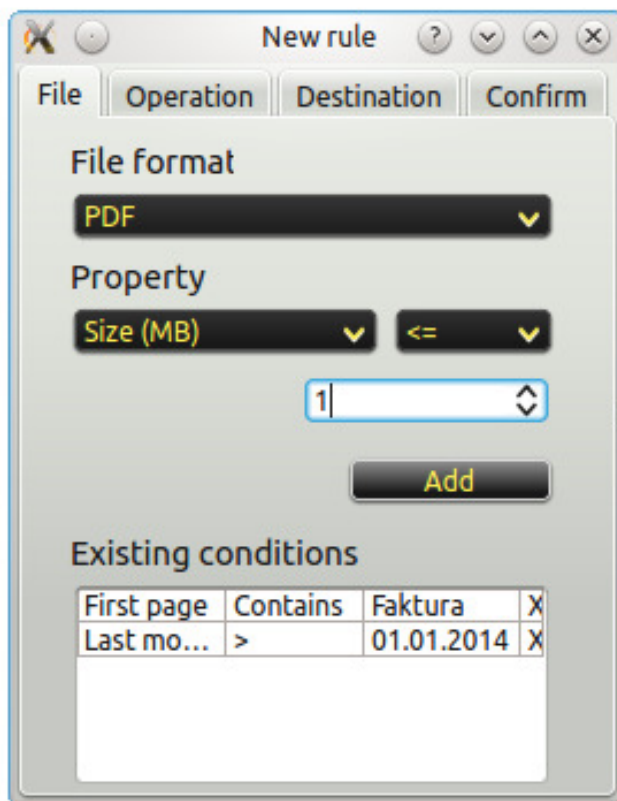 New rule
File Operation Destination Confirm
File format
PDF
Property
Size (MB) <=
1
Add
Existing conditions
First page Contains Faktura X
Last mo... > 01.01.2014 X